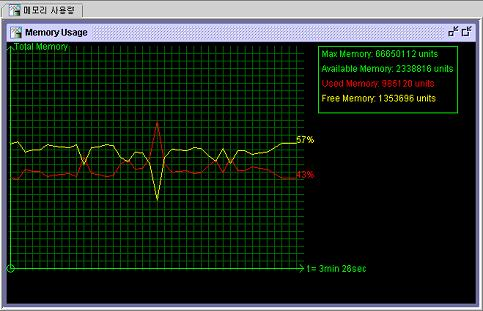 메모리 사용량
Memory Usage
Total Memory
Max Memory: 66650112 units
Available Memory: 2338816 units
Used Memory: 985120 units
Free Memory: 1353696 units
57%
43%
t = 3min 26sec